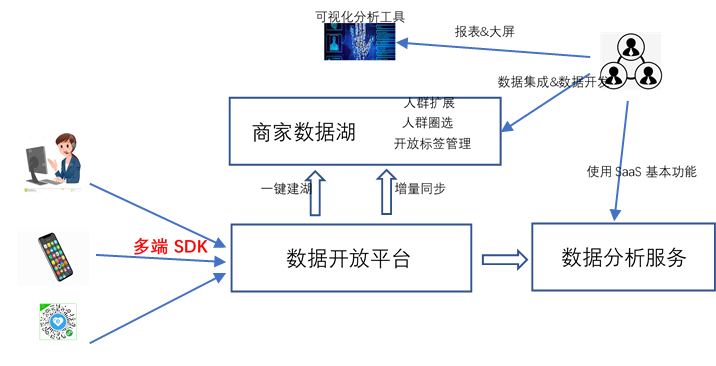 可视化分析工具
报表&大屏
数据集成&数据开发
人群扩展
商家数据湖
人群圈选
开放标签管理
使用 SaaS 基本功能
一键建湖
增量同步
多端 SDK
数据开放平台
数据分析服务